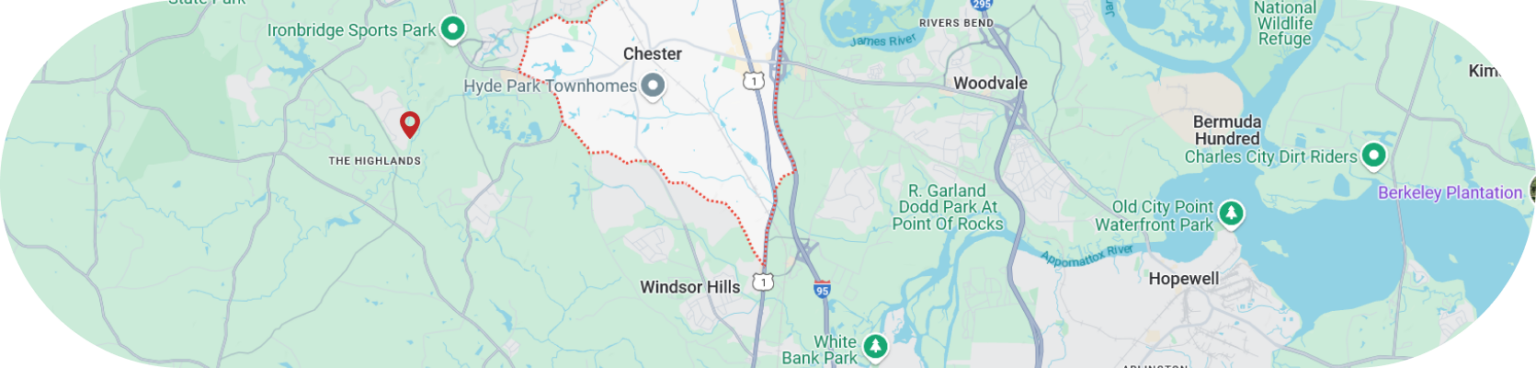 State Park
Ironbridge Sports Park
Chester
Hyde Park Townhomes
1
THE HIGHLANDS
295
RIVERS BEND
James River
National
Wildlife
Refuge
Woodvale
Bermuda
Hundred
Charles City Dirt Riders
Berkeley Plantation
R. Garland
Dodd Park At
Point Of Rocks
Old City Point
Waterfront Park
Appomattox River
Hopewell
Windsor Hills
1
95
White
Bank Park